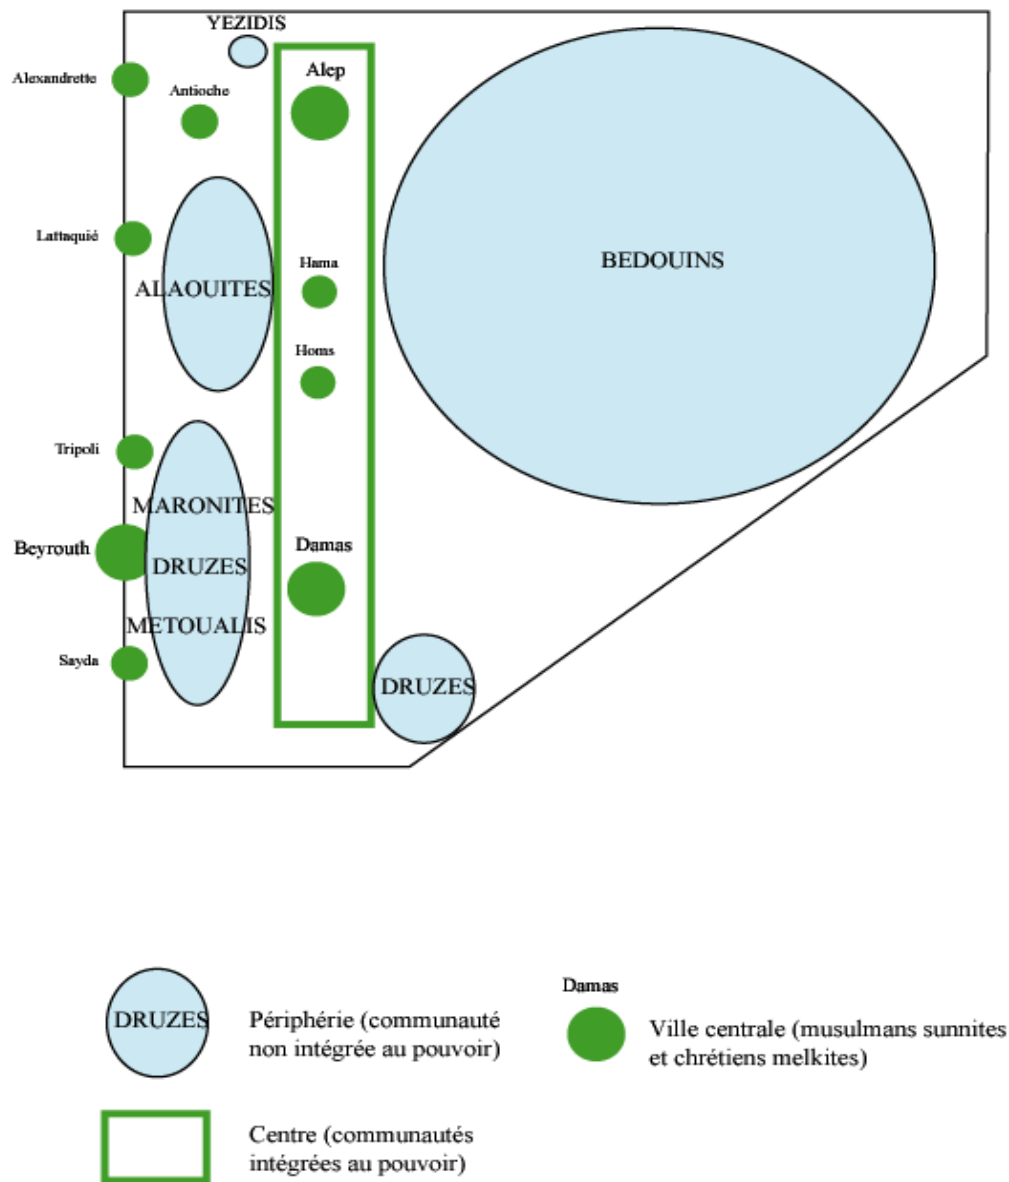 YEZIDIS
Alexandrette
Antioche
Alep
Lattaquié
ALAOUITES
Hama
BEDOUINS
Homs
Tripoli
MARONITES
Beyrouth
DRUZES
Damas
METOUALIS
Sayda
DRUZES
DRUZES
Périphérie (communauté
non intégrée au pouvoir)
Damas
Ville centrale (musulmans sunnites
et chrétiens melkites)
Centre (communautés
intégrées au pouvoir)